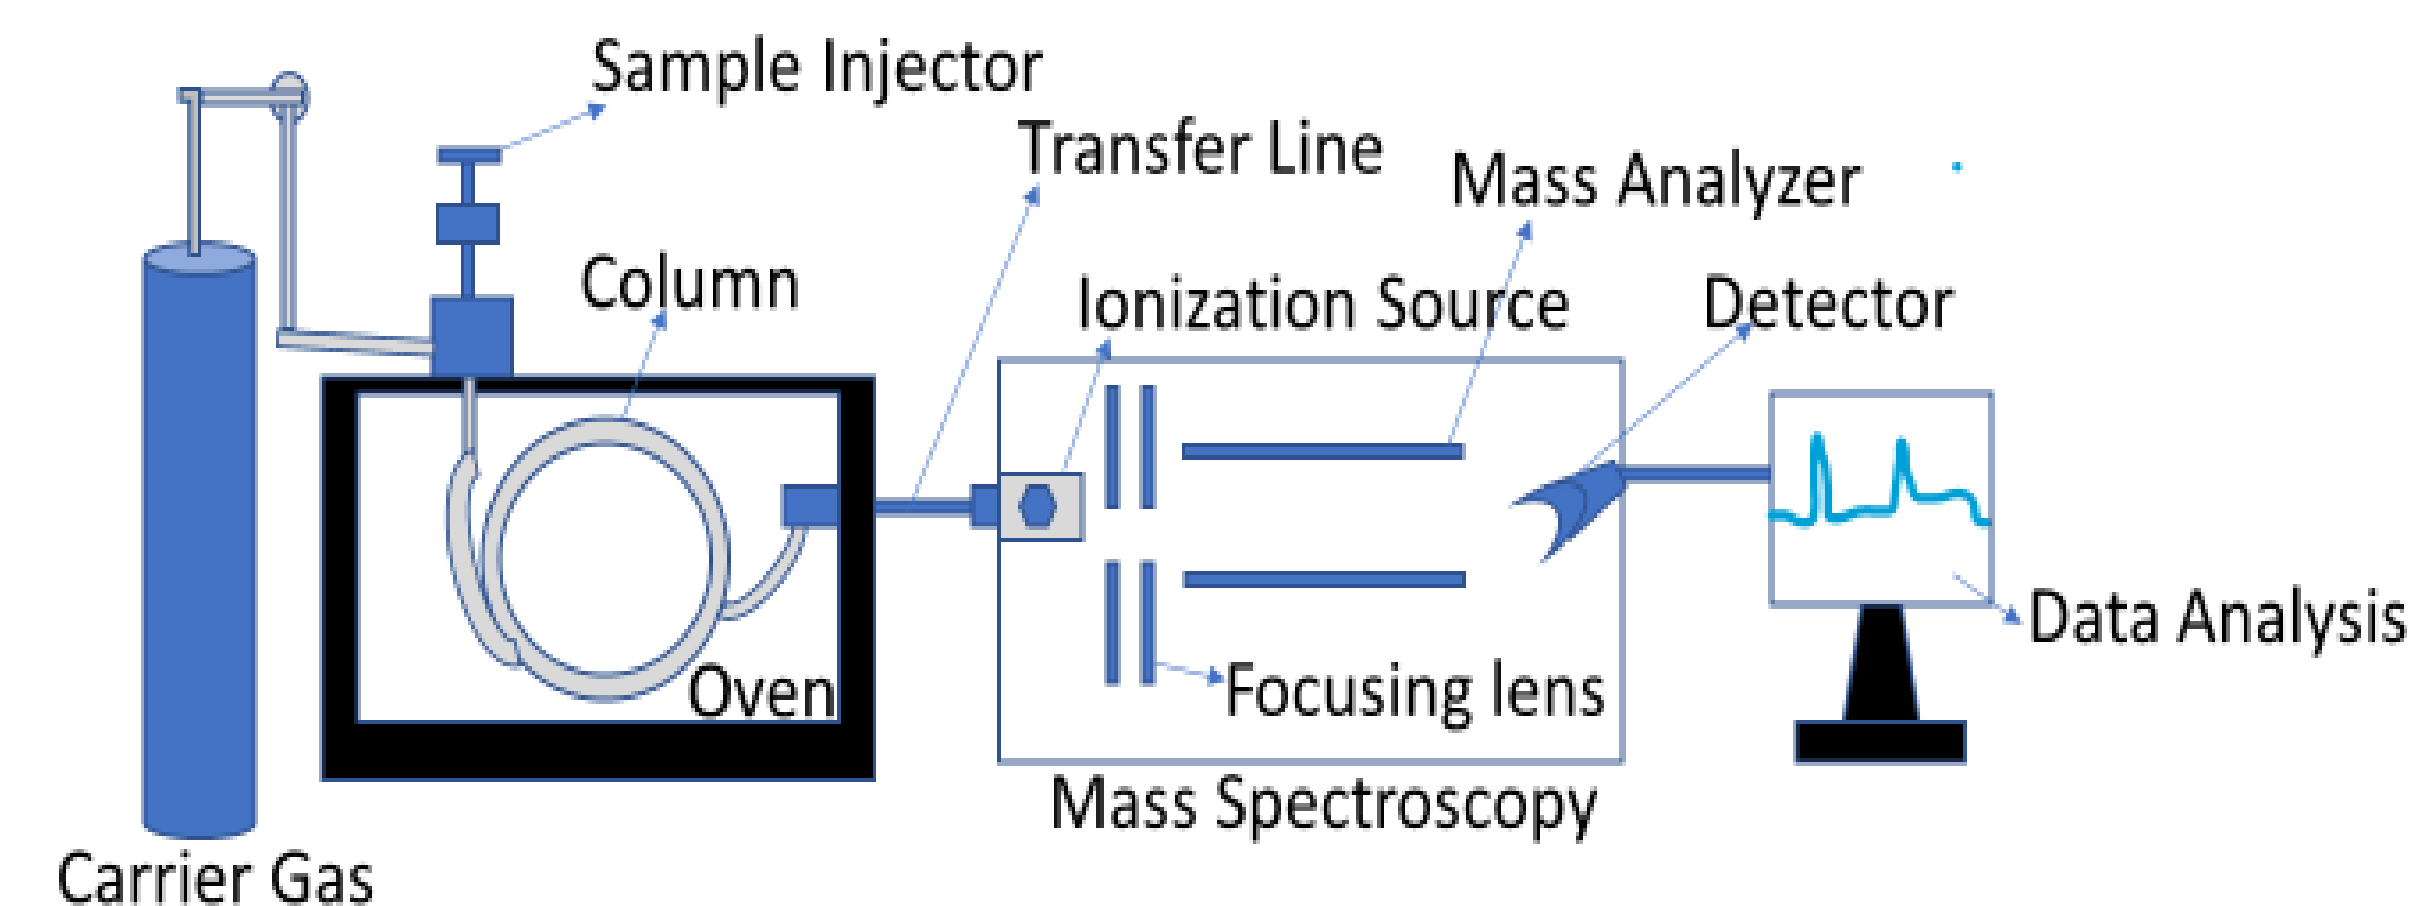 Sample Injector
Transfer Line
Mass Analyzer
Column
Ionization Source
Detector
Data Analysis
Oven
Focusing lens
Mass Spectroscopy
Carrier Gas